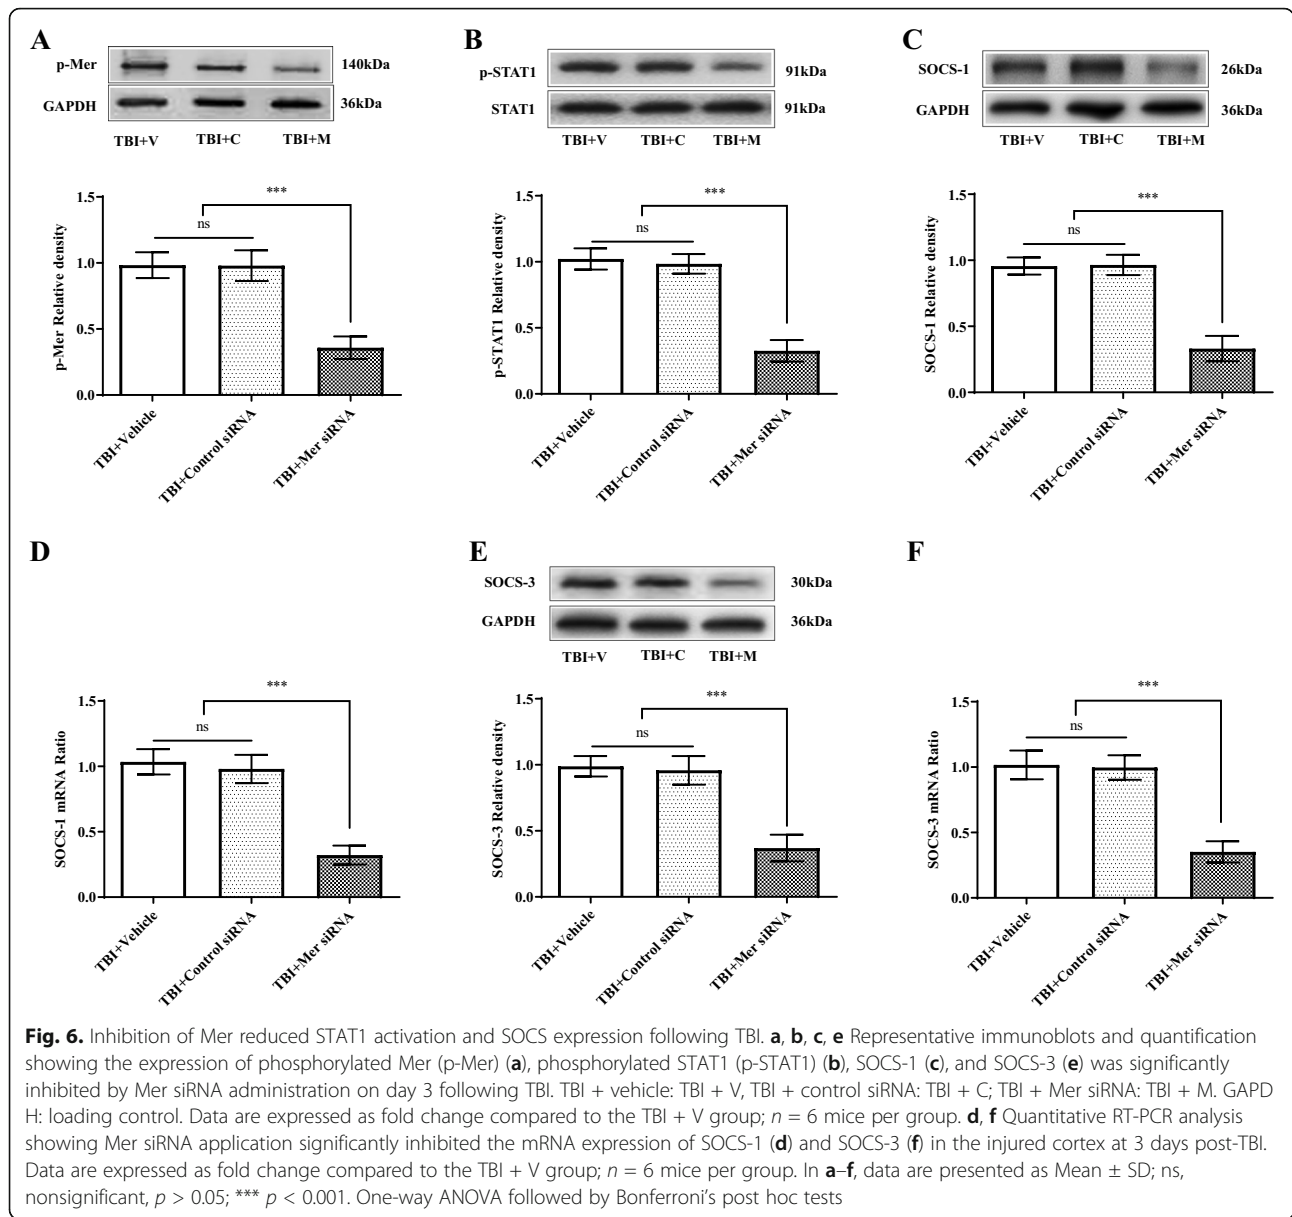 A
p-Mer
140kDa
GAPDH
36kDa
TBI+V TBI+C TBI+M
***
ns
1.5
1.0
0.5
0.0
p-Mer Relative density
TBI+Vehicle
TBI+Control siRNA
TBI+Mer siRNA
B
p-STAT1
91kDa
STAT1
91kDa
TBI+V TBI+C TBI+M
***
ns
1.5
1.0
0.5
0.0
p-STAT1 Relative density
TBI+Vehicle
TBI+Control siRNA
TBI+Mer siRNA
C
SOCS-1
26kDa
GAPDH
36kDa
TBI+V TBI+C TBI+M
***
ns
1.5
1.0
0.5
0.0
SOCS-1 Relative density
TBI+Vehicle
TBI+Control siRNA
TBI+Mer siRNA
D
***
ns
1.5
1.0
0.5
0.0
SOCS-1 mRNA Ratio
TBI+Vehicle
TBI+Control siRNA
TBI+Mer siRNA
E
SOCS-3
30kDa
GAPDH
36kDa
TBI+V TBI+C TBI+M
***
ns
1.5
1.0
0.5
0.0
SOCS-3 Relative density
TBI+Vehicle
TBI+Control siRNA
TBI+Mer siRNA
F
***
ns
1.5
1.0
0.5
0.0
SOCS-3 mRNA Ratio
TBI+Vehicle
TBI+Control siRNA
TBI+Mer siRNA
Fig. 6. Inhibition of Mer reduced STAT1 activation and SOCS expression following TBI. a, b, c, e Representative immunoblots and quantification
showing the expression of phosphorylated Mer (p-Mer) (a), phosphorylated STAT1 (p-STAT1) (b), SOCS-1 (c), and SOCS-3 (e) was significantly
inhibited by Mer siRNA administration on day 3 following TBI. TBI + vehicle: TBI + V, TBI + control siRNA: TBI + C; TBI + Mer siRNA: TBI + M. GAPD
H: loading control. Data are expressed as fold change compared to the TBI + V group; n = 6 mice per group. d, f Quantitative RT-PCR analysis
showing Mer siRNA application significantly inhibited the mRNA expression of SOCS-1 (d) and SOCS-3 (f) in the injured cortex at 3 days post-TBI.
Data are expressed as fold change compared to the TBI + V group; n = 6 mice per group. In a–f, data are presented as Mean ± SD; ns,
nonsignificant, p > 0.05; *** p < 0.001. One-way ANOVA followed by Bonferroni's post hoc tests